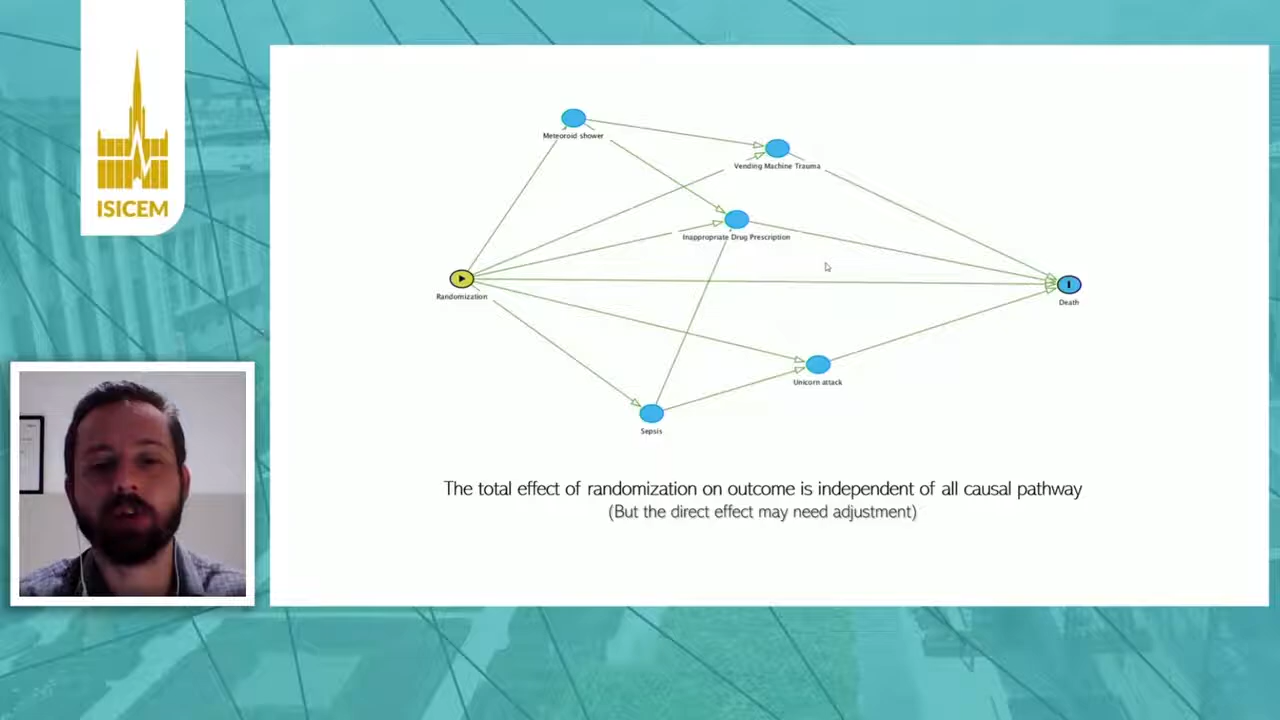 ISICEM
Meteoroid shower
Vending Machine Trauma
Inappropriate Drug Prescription
Randomization
Death
Unicorn attack
Sepsis
The total effect of randomization on outcome is independent of all causal pathway
(But the direct effect may need adjustment)